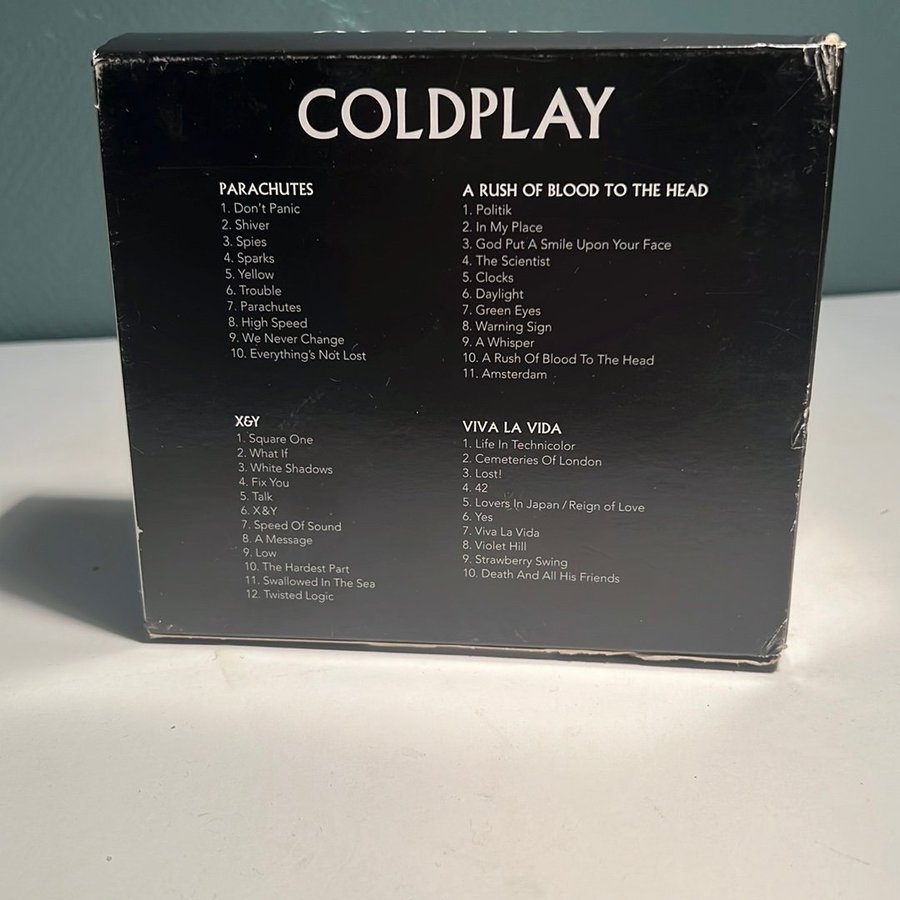 COLDPLAY
PARACHUTES
1. Don't Panic
2. Shiver
3. Spies
4. Sparks
5. Yellow
6. Trouble
7. Parachutes
8. High Speed
9. We Never Change
10. Everything's Not Lost
A RUSH OF BLOOD TO THE HEAD
1. Politik
2. In My Place
3. God Put A Smile Upon Your Face
4. The Scientist
5. Clocks
6. Daylight
7. Green Eyes
8. Warning Sign
9. A Whisper
10. A Rush Of Blood To The Head
11. Amsterdam
X&Y
1. Square One
2. What If
3. White Shadows
4. Fix You
5. Talk
6. X&Y
7. Speed Of Sound
8. A Message
9. Low
10. The Hardest Part
11. Swallowed In The Sea
12. Twisted Logic
VIVA LA VIDA
1. Life In Technicolor
2. Cemeteries Of London
3. Lost!
4. 42
5. Lovers In Japan / Reign of Love
6. Yes
7. Viva La Vida
8. Violet Hill
9. Strawberry Swing
10. Death And All His Friends